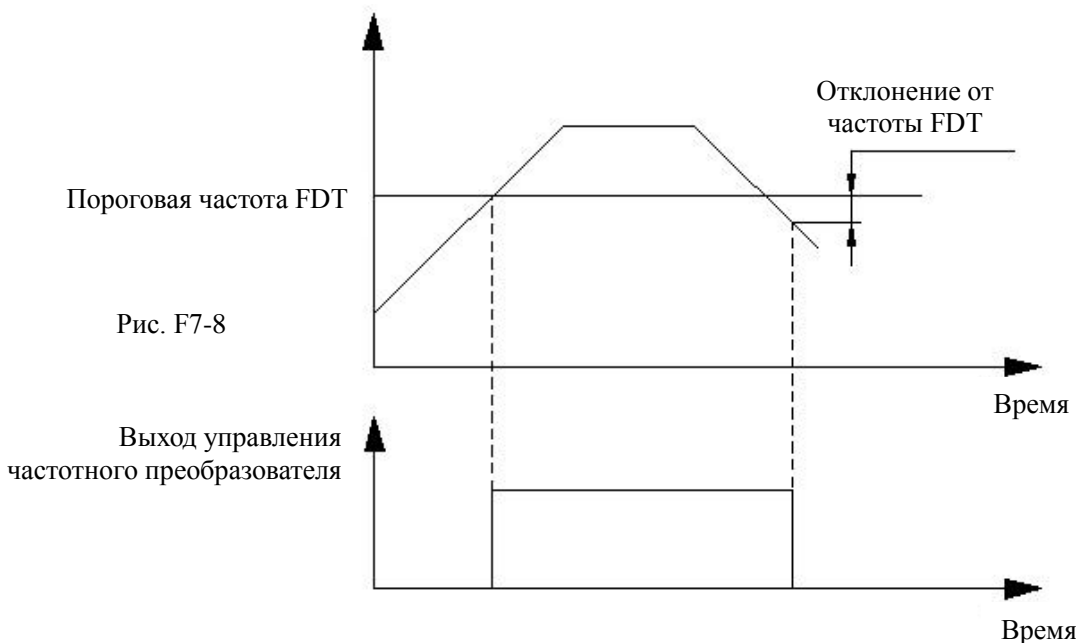 Отклонение от
частоты FDT
Пороговая частота FDT
Рис. F7-8
Время
Выход управления
частотного преобразователя
Время